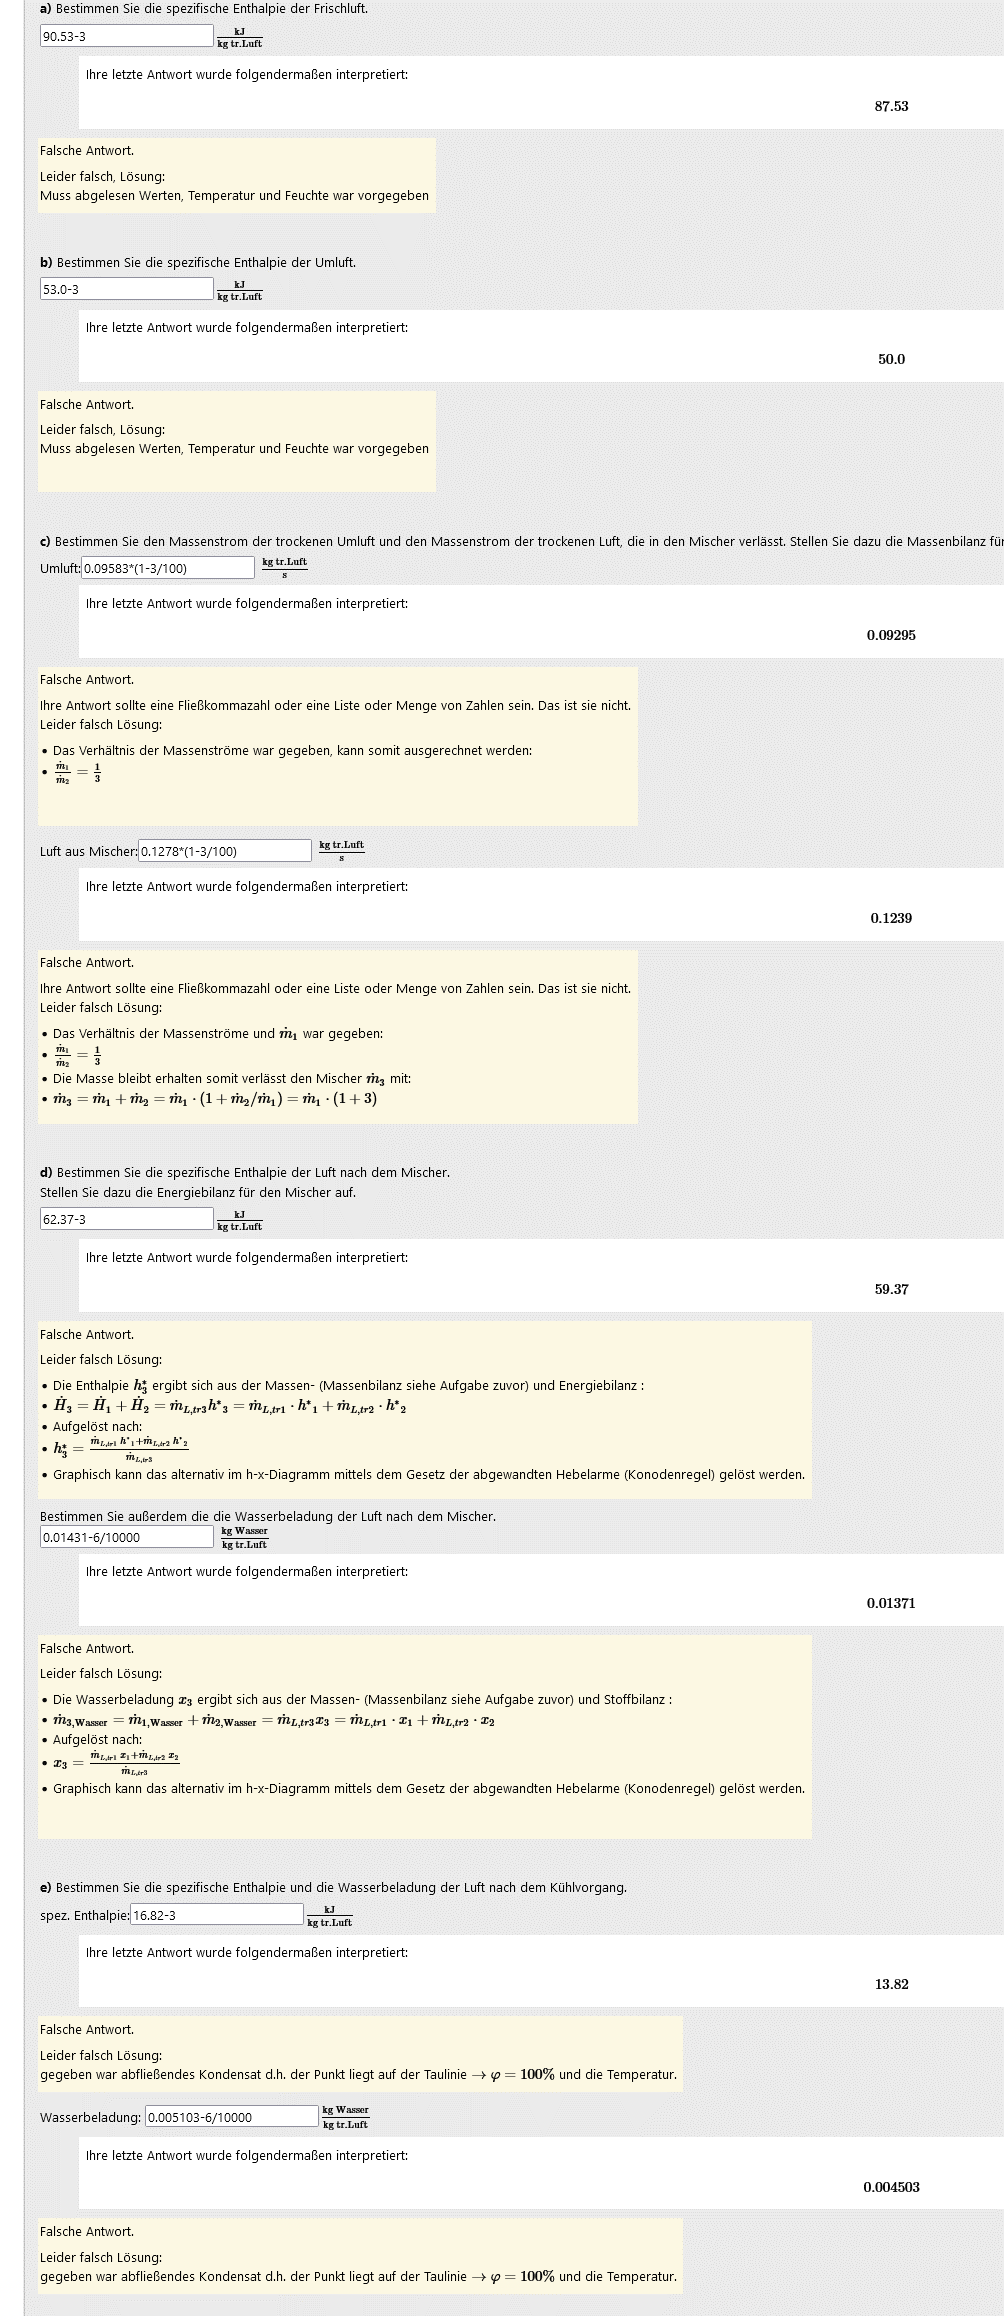 a) Bestimmen Sie die spezifische Enthalpie der Frischluft.
90.53-3 kJ/kg tr.Luft
Ihre letzte Antwort wurde folgendermaßen interpretiert:
87.53
Falsche Antwort.
Leider falsch, Lösung:
Muss abgelesen Werten, Temperatur und Feuchte war vorgegeben
b) Bestimmen Sie die spezifische Enthalpie der Umluft.
53.0-3 kJ/kg tr.Luft
Ihre letzte Antwort wurde folgendermaßen interpretiert:
50.0
Falsche Antwort.
Leider falsch, Lösung:
Muss abgelesen Werten, Temperatur und Feuchte war vorgegeben
c) Bestimmen Sie den Massenstrom der trockenen Umluft und den Massenstrom der trockenen Luft, die in den Mischer verlässt. Stellen Sie dazu die Massenbilanz für
Umluft: 0.09583*(1-3/100) kg tr.Luft/s
Ihre letzte Antwort wurde folgendermaßen interpretiert:
0.09295
Falsche Antwort.
Ihre Antwort sollte eine Fließkommazahl oder eine Liste oder Menge von Zahlen sein. Das ist sie nicht.
Leider falsch Lösung:
• Das Verhältnis der Massenströme war gegeben, kann somit ausgerechnet werden:
• ṁ₁/ṁ₂ = 1/3
Luft aus Mischer: 0.1278*(1-3/100) kg tr.Luft/s
Ihre letzte Antwort wurde folgendermaßen interpretiert:
0.1239
Falsche Antwort.
Ihre Antwort sollte eine Fließkommazahl oder eine Liste oder Menge von Zahlen sein. Das ist sie nicht.
Leider falsch Lösung:
• Das Verhältnis der Massenströme und ṁ₁ war gegeben:
• ṁ₁/ṁ₂ = 1/3
• Die Masse bleibt erhalten somit verlässt den Mischer ṁ₃ mit:
• ṁ₃ = ṁ₁ + ṁ₂ = ṁ₁ · (1 + ṁ₂/ṁ₁) = ṁ₁ · (1 + 3)
d) Bestimmen Sie die spezifische Enthalpie der Luft nach dem Mischer.
Stellen Sie dazu die Energiebilanz für den Mischer auf.
62.37-3 kJ/kg tr.Luft
Ihre letzte Antwort wurde folgendermaßen interpretiert:
59.37
Falsche Antwort.
Leider falsch Lösung:
• Die Enthalpie h₃* ergibt sich aus der Massen- (Massenbilanz siehe Aufgabe zuvor) und Energiebilanz :
• Ḣ₃ = Ḣ₁ + Ḣ₂ = ṁ_L,tr3 h*₃ = ṁ_L,tr1 · h*₁ + ṁ_L,tr2 · h*₂
• Aufgelöst nach:
• h₃* = (ṁ_L,tr1 h*₁ + ṁ_L,tr2 h*₂)/ṁ_L,tr3
• Graphisch kann das alternativ im h-x-Diagramm mittels dem Gesetz der abgewandten Hebelarme (Konodenregel) gelöst werden.
Bestimmen Sie außerdem die die Wasserbeladung der Luft nach dem Mischer.
0.01431-6/10000 kg Wasser/kg tr.Luft
Ihre letzte Antwort wurde folgendermaßen interpretiert:
0.01371
Falsche Antwort.
Leider falsch Lösung:
• Die Wasserbeladung x₃ ergibt sich aus der Massen- (Massenbilanz siehe Aufgabe zuvor) und Stoffbilanz :
• ṁ₃,Wasser = ṁ₁,Wasser + ṁ₂,Wasser = ṁ_L,tr3 x₃ = ṁ_L,tr1 · x₁ + ṁ_L,tr2 · x₂
• Aufgelöst nach:
• x₃ = (ṁ_L,tr1 x₁ + ṁ_L,tr2 x₂)/ṁ_L,tr3
• Graphisch kann das alternativ im h-x-Diagramm mittels dem Gesetz der abgewandten Hebelarme (Konodenregel) gelöst werden.
e) Bestimmen Sie die spezifische Enthalpie und die Wasserbeladung der Luft nach dem Kühlvorgang.
spez. Enthalpie: 16.82-3 kJ/kg tr.Luft
Ihre letzte Antwort wurde folgendermaßen interpretiert:
13.82
Falsche Antwort.
Leider falsch Lösung:
gegeben war abfließendes Kondensat d.h. der Punkt liegt auf der Taulinie → φ = 100% und die Temperatur.
Wasserbeladung: 0.005103-6/10000 kg Wasser/kg tr.Luft
Ihre letzte Antwort wurde folgendermaßen interpretiert:
0.004503
Falsche Antwort.
Leider falsch Lösung:
gegeben war abfließendes Kondensat d.h. der Punkt liegt auf der Taulinie → φ = 100% und die Temperatur.